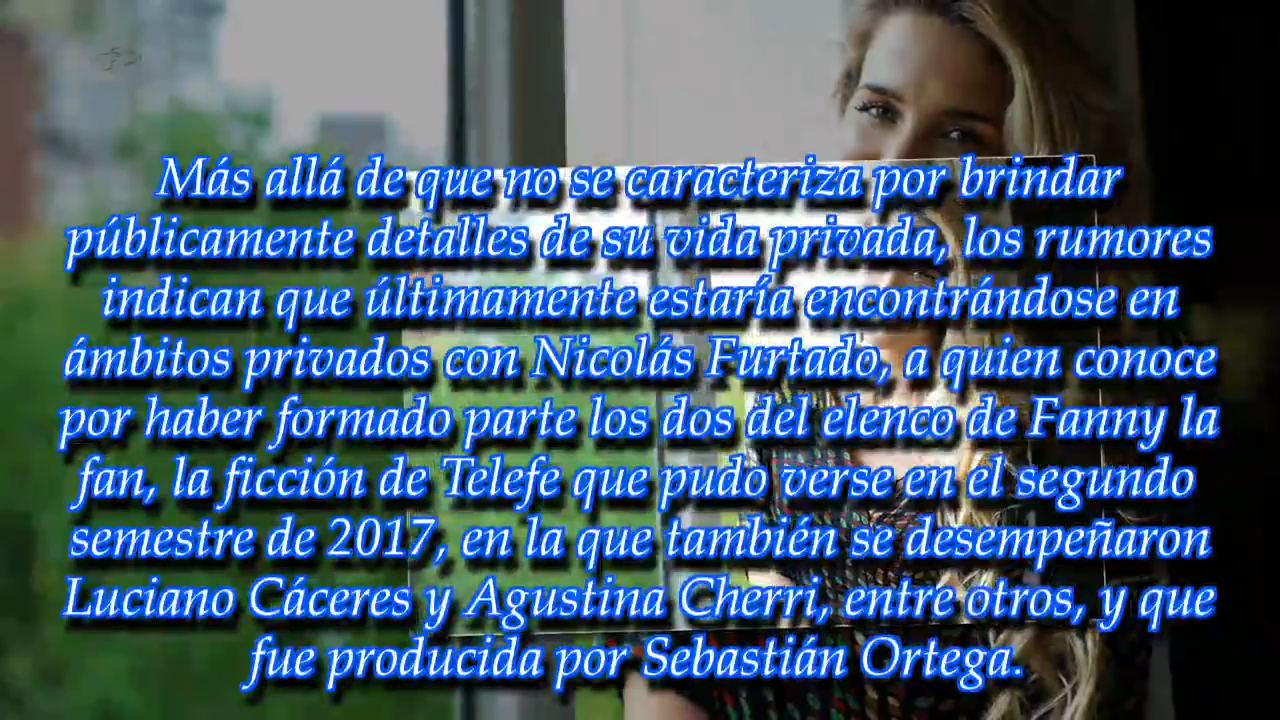 Más allá de que no se caracteriza por brindar
públicamente detalles de su vida privada, los rumores
indican que últimamente estaría encontrándose en
ámbitos privados con Nicolás Furtado, a quien conoce
por haber formado parte los dos del elenco de Fanny la
fan, la ficción de Telefe que pudo verse en el segundo
semestre de 2017, en la que también se desempeñaron
Luciano Cáceres y Agustina Cherri, entre otros, y que
fue producida por Sebastián Ortega.